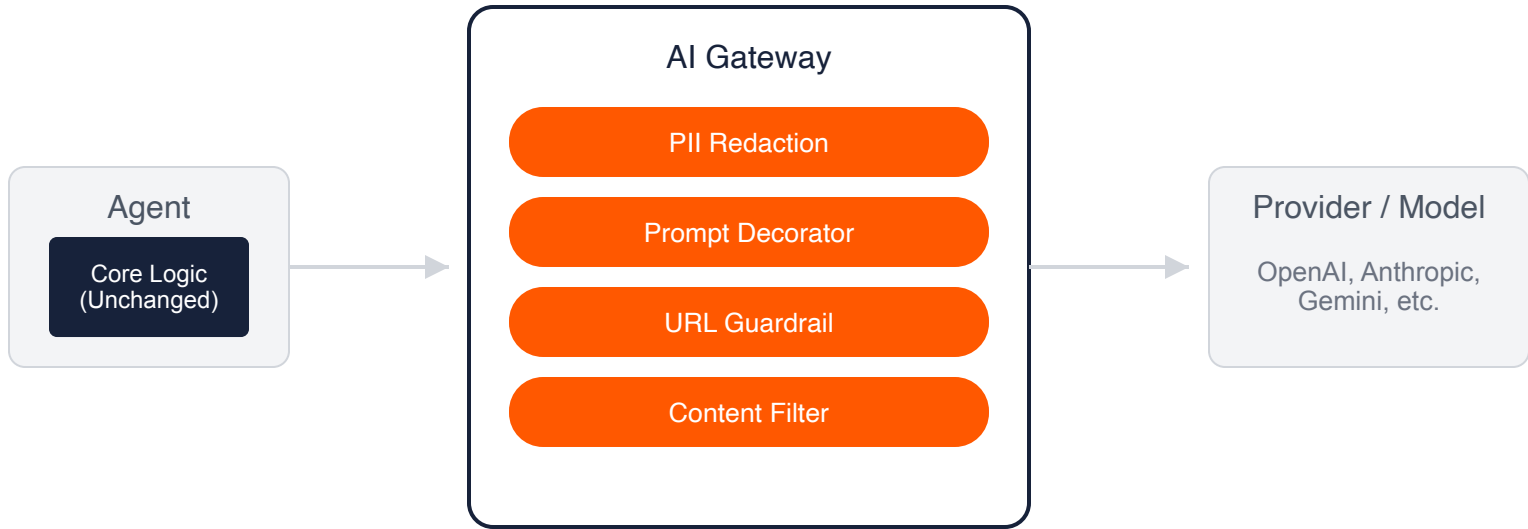 AI Gateway
PII Redaction
Prompt Decorator
URL Guardrail
Content Filter
Agent
Core Logic
(Unchanged)
Provider / Model
OpenAI, Anthropic,
Gemini, etc.